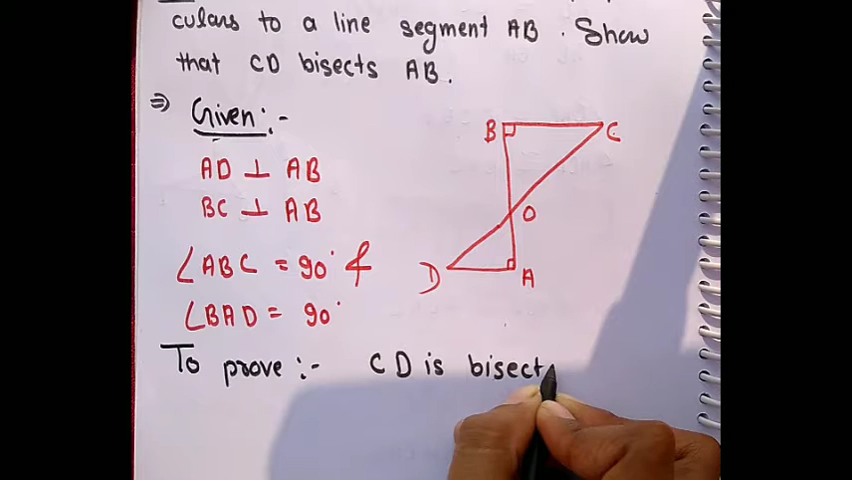 culars to a line segment AB. Show
that CD bisects AB.
⇒ Given:-
AD ⊥ AB
BC ⊥ AB
∠ABC = 90° &
∠BAD = 90°
B
C
O
D
A
To prove :- CD is bisect